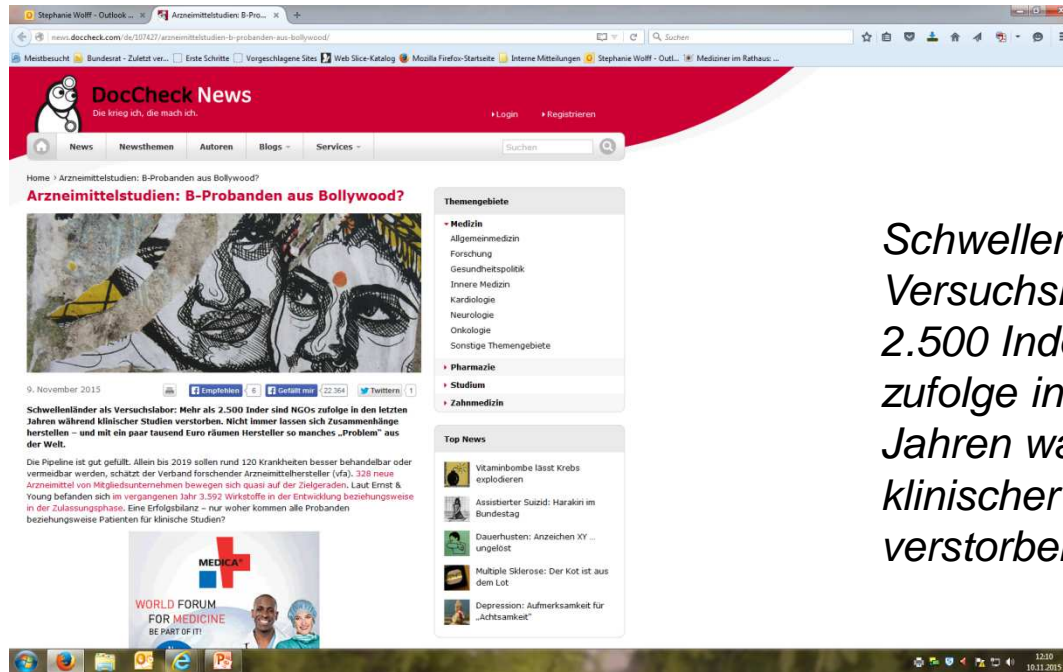 Stephanie Wolff - Outlook ...
Arzneimittelstudien: B-Pro...
news.doccheck.com/de/107427/arzneimittelstudien-b-probanden-aus-bollywood/
Suchen
Meistbesucht
Bundesrat - Zuletzt ver...
Erste Schritte
Vorgeschlagene Sites
Web Slice-Katalog
Mozilla Firefox-Startseite
Interne Mitteilungen
Stephanie Wolff - Outl...
Mediziner im Rathaus: ...
DocCheck News
Die krieg ich, die mach ich.
Login
Registrieren
News
Newsthemen
Autoren
Blogs
Services
Suchen
Home › Arzneimittelstudien: B-Probanden aus Bollywood?
Arzneimittelstudien: B-Probanden aus Bollywood?
9. November 2015
Empfehlen
6
Gefällt mir
22.364
Twittern
1
Schwellenländer als Versuchslabor: Mehr als 2.500 Inder sind NGOs zufolge in den letzten
Jahren während klinischer Studien verstorben. Nicht immer lassen sich Zusammenhänge
herstellen – und mit ein paar tausend Euro räumen Hersteller so manches „Problem" aus
der Welt.
Die Pipeline ist gut gefüllt. Allein bis 2019 sollen rund 120 Krankheiten besser behandelbar oder
vermeidbar werden, schätzt der Verband forschender Arzneimittelhersteller (vfa). 328 neue
Arzneimittel von Mitgliedsunternehmen bewegen sich quasi auf der Zielgeraden. Laut Ernst &
Young befanden sich im vergangenen Jahr 3.592 Wirkstoffe in der Entwicklung beziehungsweise
in der Zulassungsphase. Eine Erfolgsbilanz – nur woher kommen alle Probanden
beziehungsweise Patienten für klinische Studien?
MEDICA
WORLD FORUM
FOR MEDICINE
BE PART OF IT!
Themengebiete
Medizin
Allgemeinmedizin
Forschung
Gesundheitspolitik
Innere Medizin
Kardiologie
Neurologie
Onkologie
Sonstige Themengebiete
Pharmazie
Studium
Zahnmedizin
Top News
Vitaminbombe lässt Krebs
explodieren
Assistierter Suizid: Harakiri im
Bundestag
Dauerhusten: Anzeichen XY ..
ungelöst
Multiple Sklerose: Der Kot ist aus
dem Lot
Depression: Aufmerksamkeit für
„Achtsamkeit"
Schweller
Versuchsl
2.500 Inde
zufolge in
Jahren wä
klinischer
verstorbe
12:10
10.11.2015